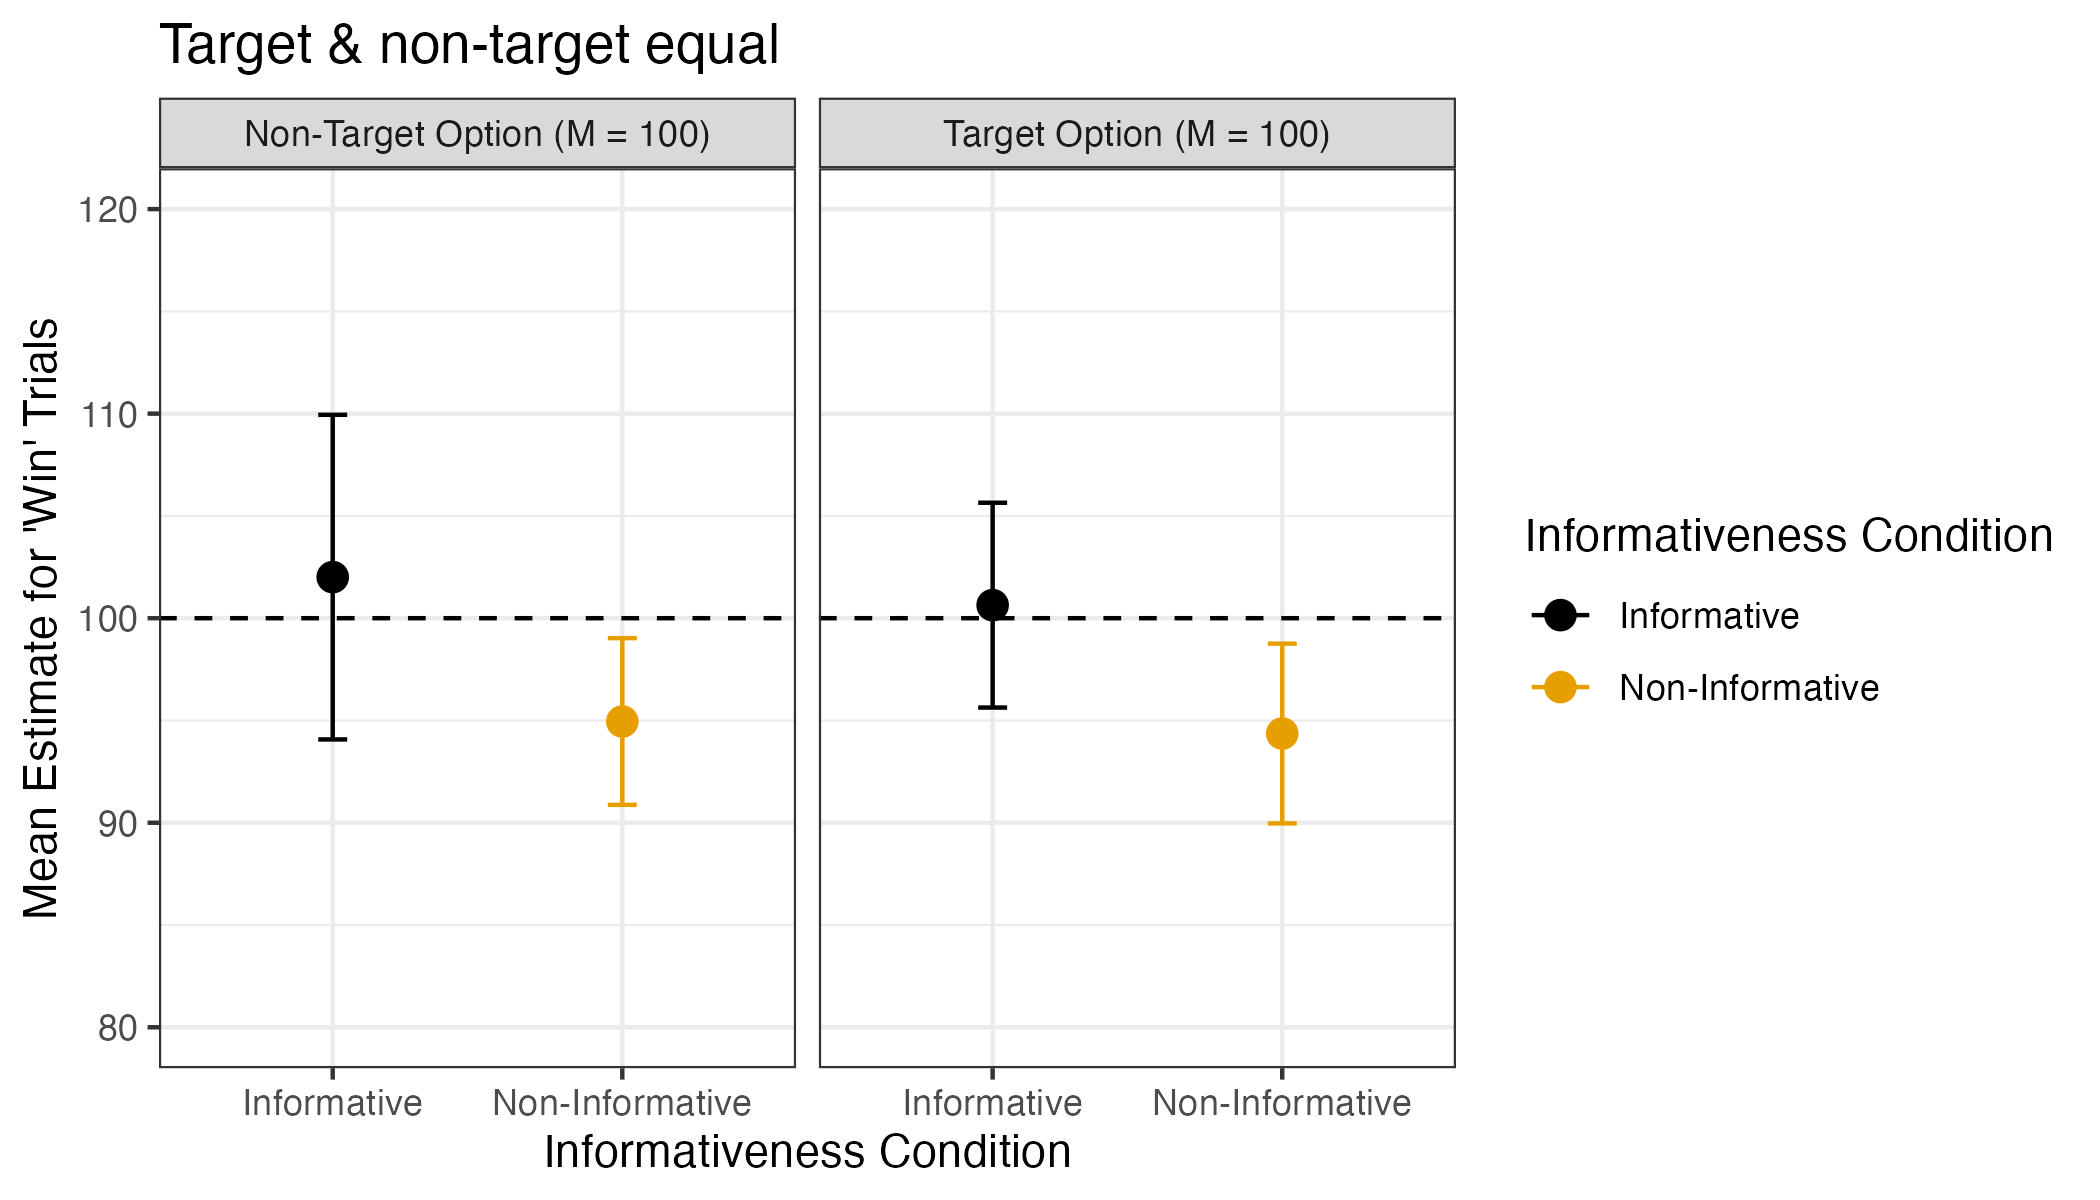 Target & non-target equal
Non-Target Option (M = 100)
Target Option (M = 100)
120
110
100
90
80
Mean Estimate for 'Win' Trials
Informative
Non-Informative
Informative
Non-Informative
Informativeness Condition
Informativeness Condition
Informative
Non-Informative